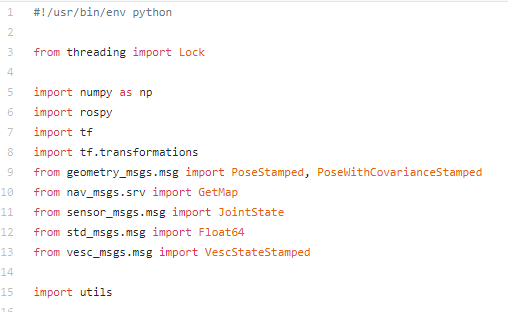 1 #!/usr/bin/env python
2
3 from threading import Lock
4
5 import numpy as np
6 import rospy
7 import tf
8 import tf.transformations
9 from geometry_msgs.msg import PoseStamped, PoseWithCovarianceStamped
10 from nav_msgs.srv import GetMap
11 from sensor_msgs.msg import JointState
12 from std_msgs.msg import Float64
13 from vesc_msgs.msg import VescStateStamped
14
15 import utils
16